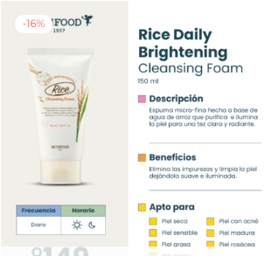 -16%
FOOD
1957
Rice
Cleansing Foam
SKINFOOD
Frecuencia
Horario
Diario
Rice Daily
Brightening
Cleansing Foam
150 ml
Descripción
Espuma micro-fina hecha a base de
agua de arroz que purifica e ilumina
la piel para una tez clara y radiante.
Beneficios
Elimina las impurezas y limpia la piel
dejándola suave e iluminada.
Apto para
Piel seca
Piel con acné
Piel sensible
Piel madura
Piel grasa
Piel rosácea